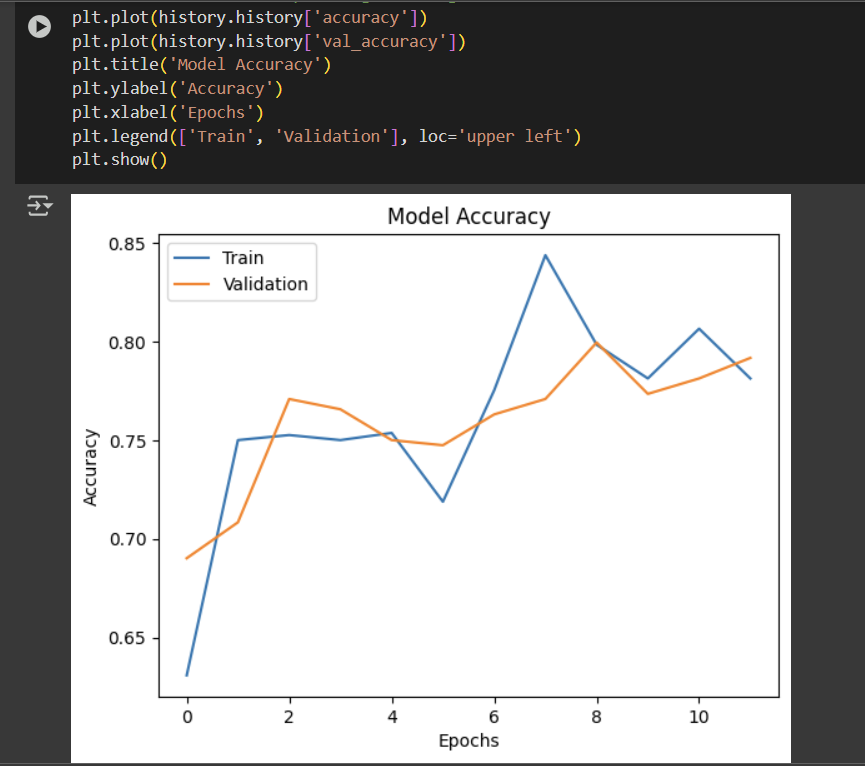 plt.plot(history.history['accuracy'])
plt.plot(history.history['val_accuracy'])
plt.title('Model Accuracy')
plt.ylabel('Accuracy')
plt.xlabel('Epochs')
plt.legend(['Train', 'Validation'], loc='upper left')
plt.show()
Model Accuracy
Train
Validation
0.85
0.80
0.75
0.70
0.65
Accuracy
0 2 4 6 8 10
Epochs